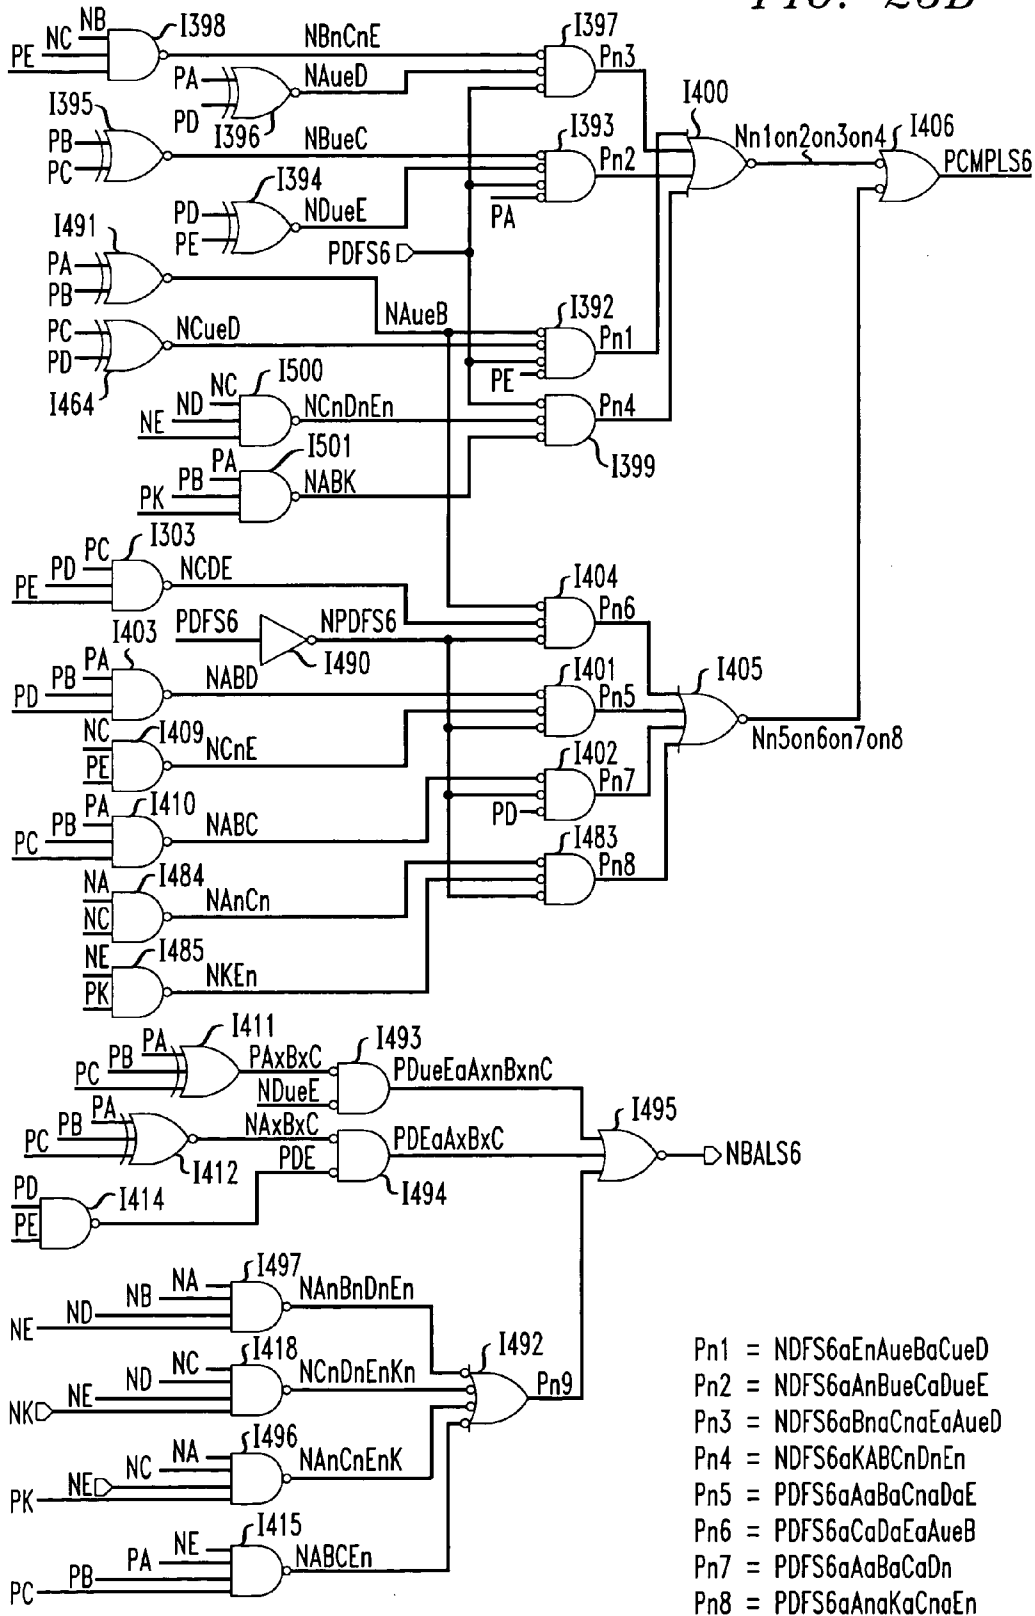 FIG. 23B
NB
I398
NC
NBnCnE
I397
PE
Pn3
PA
NAueD
I395
PD
I396
I393
I400
PB
NBueC
Pn2
Nn1on2on3on4
I406
PC
PCMPLS6
I394
PD
NDueE
PA
I491
PE
PDFS6
PA
PB
NAueB
I392
PC
NCueD
Pn1
PD
PE
I464
I500
NC
ND
NCnDnEn
Pn4
NE
I501
I399
PA
PB
NABK
PK
I303
PC
PD
NCDE
I404
PE
Pn6
PDFS6
NPDFS6
I403
I490
PA
I401
I405
PB
NABD
PD
Pn5
I409
NC
NCnE
Nn5on6on7on8
PE
I402
I410
Pn7
PA
PB
NABC
PD
PC
I483
I484
Pn8
NA
NAnCn
NC
I485
NE
NKEn
PK
I411
I493
PA
PB
PAxBxC
PDueEaAxnBxnC
PC
NDueE
I495
PA
PB
NAxBxC
PDEaAxBxC
PC
NBALS6
I412
PDE
I494
PD
I414
PE
I497
NA
NAnBnDnEn
NB
ND
NE
I418
I492
NC
ND
NCnDnEnKn
Pn9
NE
NK
I496
NA
NC
NAnCnEnK
NE
PK
I415
NE
PA
NABCEn
PB
PC
Pn1 = NDFS6aEnAueBaCueD
Pn2 = NDFS6aAnBueCaDueE
Pn3 = NDFS6aBnaCnaEaAueD
Pn4 = NDFS6aKABCnDnEn
Pn5 = PDFS6aAaBaCnaDaE
Pn6 = PDFS6aCaDaEaAueB
Pn7 = PDFS6aAaBaCaDn
Pn8 = PDFS6aAnaKaCnaEn